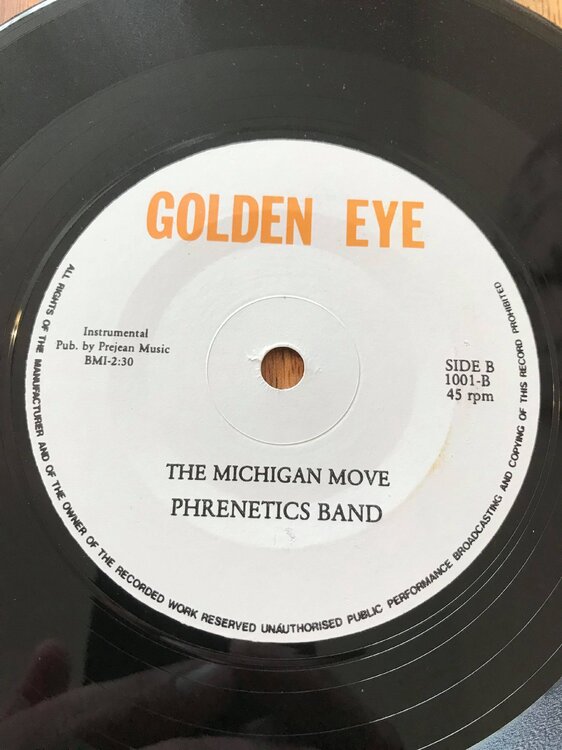 GOLDEN EYE
Instrumental
Pub. by Prejean Music
BMI-2:30
SIDE B
1001-B
45 rpm
THE MICHIGAN MOVE
PHRENETICS BAND
ALL RIGHTS OF THE MANUFACTURER AND OF THE OWNER OF THE RECORDED WORK RESERVED UNAUTHORISED PUBLIC PERFORMANCE BROADCASTING AND COPYING OF THIS RECORD PROHIBITED